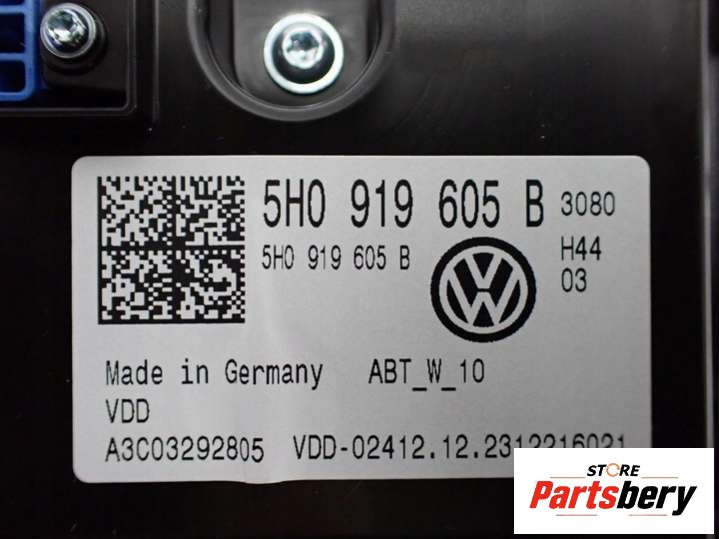 5H0 919 605 B 3080
5H0 919 605 B H44
03
Made in Germany ABT_W_10
VDD
A3C03292805 VDD-02412.12.2312216021
STORE
Partsbery